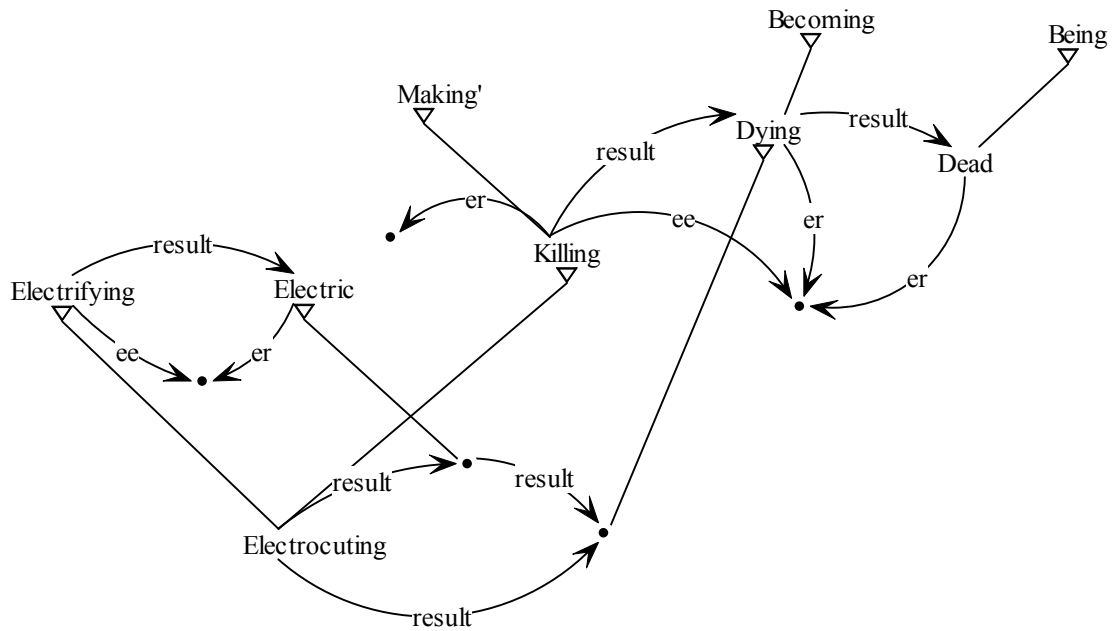 Becoming
Being
Making'
result
Dying
result
Dead
result
er
ee
er
er
Killing
Electrifying
Electric
ee
er
result
result
Electrocuting
result